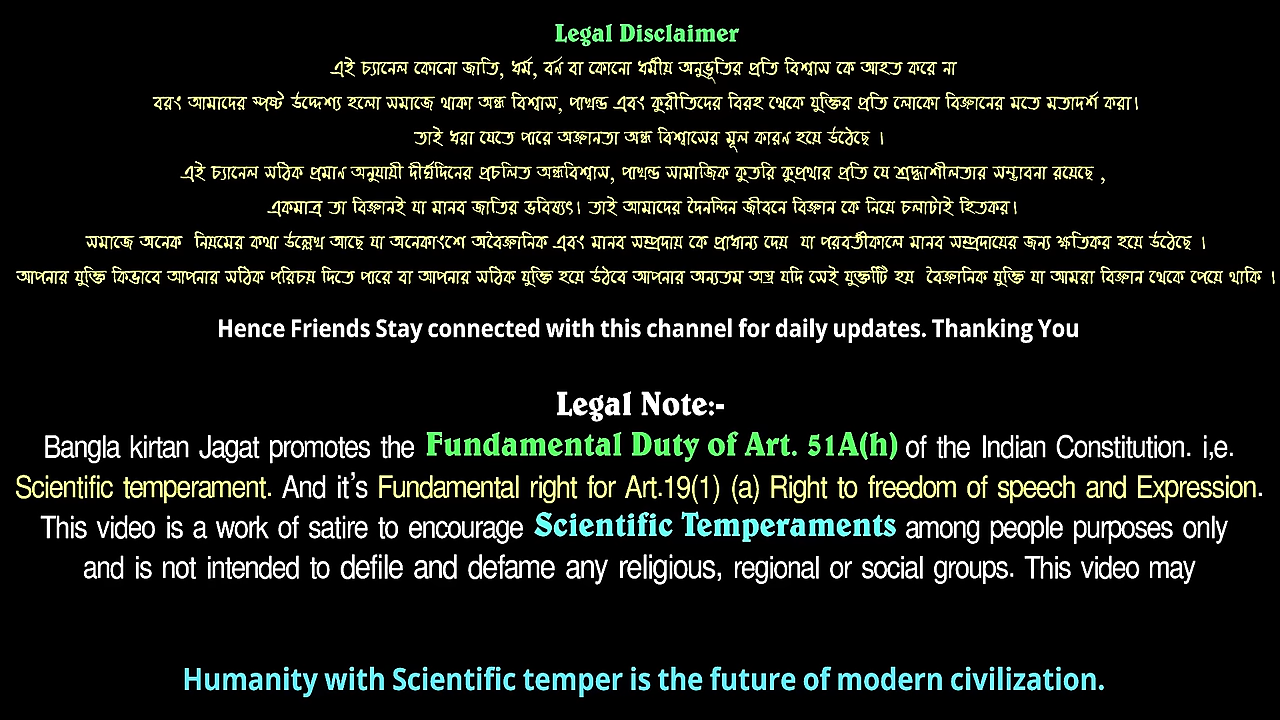 Legal Disclaimer
এই চ্যানেল কোনো জাতি, ধর্ম, বর্ন বা কোনো ধর্মীয় অনুভূতির প্রতি বিশ্বাস কে আহত করে না
বরং আমাদের স্পষ্ট উদ্দেশ্য হলো সমাজে থাকা অন্ধ বিশ্বাস, পাখন্ড এবং কুরীতিদের বিরহ থেকে যুক্তির প্রতি লোকো বিজ্ঞানের মতে মতাদর্শ করা।
তাই ধরা যেতে পারে অজ্ঞানতা অন্ধ বিশ্বাসের মূল কারন হয়ে উঠেছে ।
এই চ্যানেল সঠিক প্রমান অনুযায়ী দীর্ঘদিনের প্রচলিত অন্ধবিশ্বাস, পাখন্ড সামাজিক কুতরি কুপ্রথার প্রতি যে শ্রদ্ধাশীলতার সম্ভাবনা রয়েছে ,
একমাত্র তা বিজ্ঞানই যা মানব জাতির ভবিষ্যৎ। তাই আমাদের দৈনন্দিন জীবনে বিজ্ঞান কে নিয়ে চলাটাই হিতকর।
সমাজে অনেক নিয়মের কথা উল্লেখ আছে যা অনেকাংশে অবৈজ্ঞানিক এবং মানব সম্প্রদায় কে প্রাধান্য দেয় যা পরবর্তীকালে মানব সম্প্রদায়ের জন্য ক্ষতিকর হয়ে উঠেছে ।
আপনার যুক্তি কিভাবে আপনার সঠিক পরিচয় দিতে পারে বা আপনার সঠিক যুক্তি হয়ে উঠবে আপনার অন্যতম অস্ত্র যদি সেই যুক্তিটি হয় বৈজ্ঞানিক যুক্তি যা আমরা বিজ্ঞান থেকে পেয়ে থাকি ।
Hence Friends Stay connected with this channel for daily updates. Thanking You
Legal Note:-
Bangla kirtan Jagat promotes the Fundamental Duty of Art. 51A(h) of the Indian Constitution. i,e.
Scientific temperament. And it's Fundamental right for Art.19(1) (a) Right to freedom of speech and Expression.
This video is a work of satire to encourage Scientific Temperaments among people purposes only
and is not intended to defile and defame any religious, regional or social groups. This video may
Humanity with Scientific temper is the future of modern civilization.